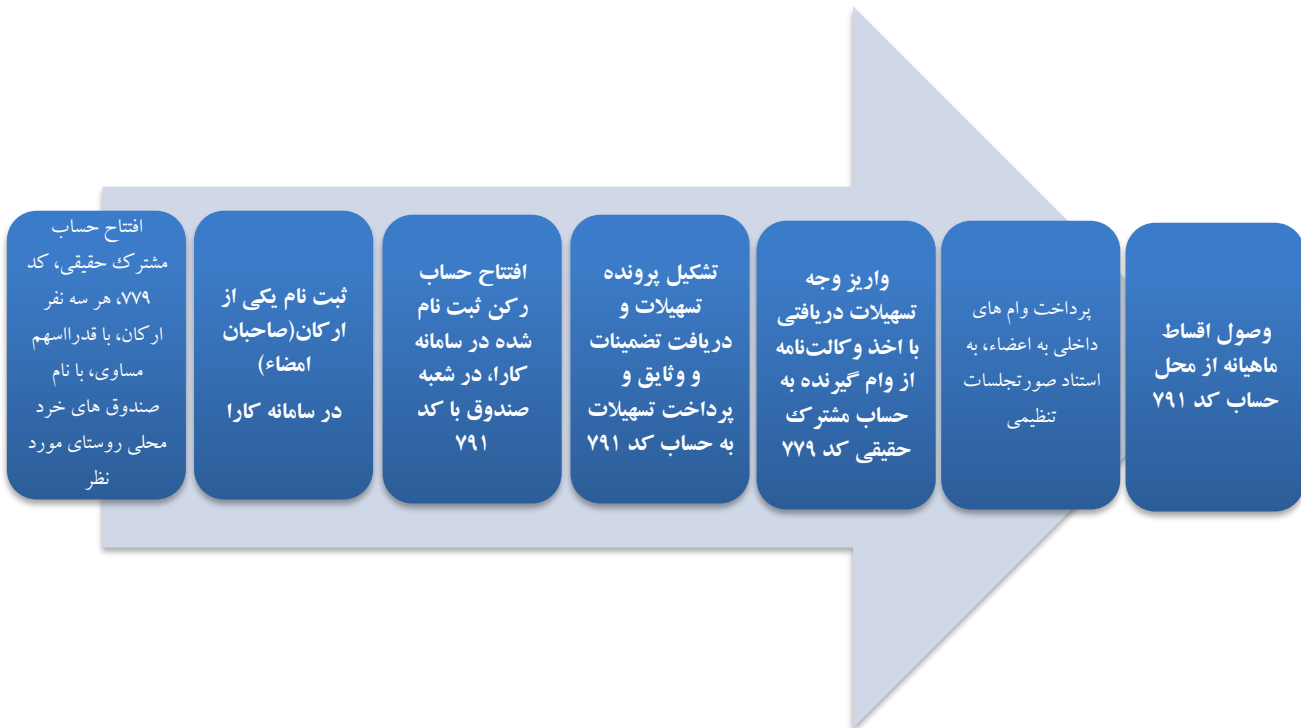 افتتاح حساب
مشترک حقیقی، کد
۷۷۹، هر سه نفر
ارکان، با قدرااسهم
مساوی، با نام
صندوق های خرد
محلی روستای مورد
نظر
ثبت نام یکی از
ارکان(صاحبان
امضاء)
در سامانه کارا
افتتاح حساب
رکن ثبت نام
شده در سامانه
کارا، در شعبه
صندوق با کد
۷۹۱
تشکیل پرونده
تسهیلات و
دریافت تضمینات
و وثایق و
پرداخت تسهیلات
به حساب کد ۷۹۱
واریز وجه
تسهیلات دریافتی
با اخذ وکالت‌نامه
از وام گیرنده به
حساب مشترک
حقیقی کد ۷۷۹
پرداخت وام های
داخلی به اعضاء، به
استناد صورتجلسات
تنظیمی
وصول اقساط
ماهیانه از محل
حساب کد ۷۹۱